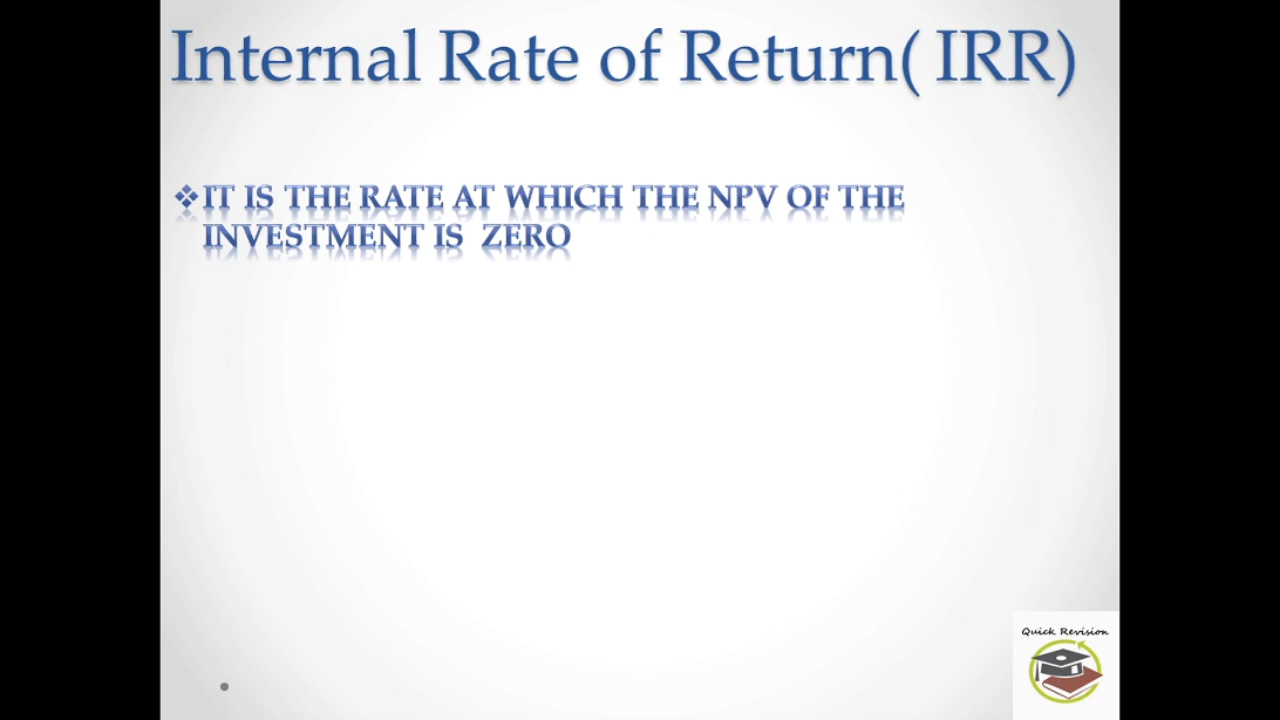 Internal Rate of Return( IRR)
❖IT IS THE RATE AT WHICH THE NPV OF THE
INVESTMENT IS ZERO
Quick Revision